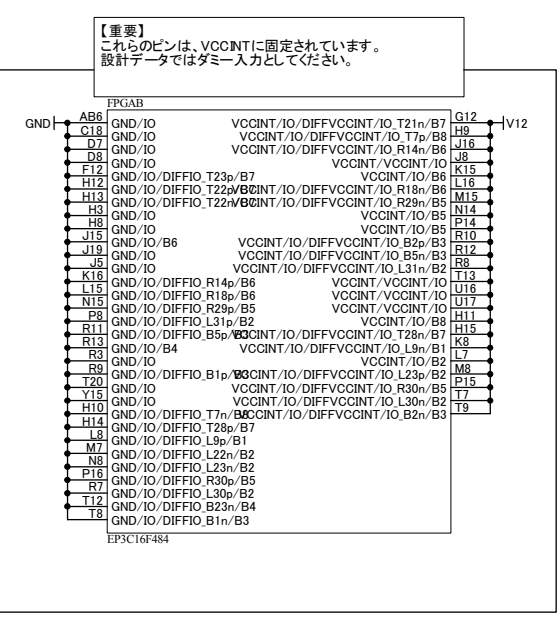 【重要】
これらのピンは、VCCINTに固定されています。
設計データではダミー入力としてください。
FPGAB
GND
V12
AB6 GND/IO
C18 GND/IO
D7 GND/IO
D8 GND/IO
F12 GND/IO/DIFFIO_T23p/B7
H12 GND/IO/DIFFIO_T22p/B7
H13 GND/IO/DIFFIO_T22n/B7
H3 GND/IO
H8 GND/IO
J15 GND/IO/B6
J19 GND/IO
J5 GND/IO
K16 GND/IO/DIFFIO_R14p/B6
L15 GND/IO/DIFFIO_R18p/B6
N15 GND/IO/DIFFIO_R29p/B5
P8 GND/IO/DIFFIO_L31p/B2
R11 GND/IO/DIFFIO_B5p/B3
R13 GND/IO/B4
R3 GND/IO
R9 GND/IO/DIFFIO_B1p/B3
T20 GND/IO
Y15 GND/IO
H10 GND/IO/DIFFIO_T7n/B8
H14 GND/IO/DIFFIO_T28p/B7
L8 GND/IO/DIFFIO_L9p/B1
M7 GND/IO/DIFFIO_L22n/B2
N8 GND/IO/DIFFIO_L23n/B2
P16 GND/IO/DIFFIO_R30p/B5
R7 GND/IO/DIFFIO_L30p/B2
T12 GND/IO/DIFFIO_B23n/B4
T8 GND/IO/DIFFIO_B1n/B3
VCCINT/IO/DIFFVCCINT/IO_T21n/B7 G12
VCCINT/IO/DIFFVCCINT/IO_T7p/B8 H9
VCCINT/IO/DIFFVCCINT/IO_R14n/B6 J16
VCCINT/VCCINT/IO J8
VCCINT/IO/B6 K15
VCCINT/IO/DIFFVCCINT/IO_R18n/B6 L16
VCCINT/IO/DIFFVCCINT/IO_R29n/B5 M15
VCCINT/IO/B5 N14
VCCINT/IO/B5 P14
VCCINT/IO/DIFFVCCINT/IO_B2p/B3 R10
VCCINT/IO/DIFFVCCINT/IO_B5n/B3 R12
VCCINT/IO/DIFFVCCINT/IO_L31n/B2 R8
VCCINT/VCCINT/IO T13
VCCINT/VCCINT/IO U16
VCCINT/VCCINT/IO U17
VCCINT/IO/B8 H11
VCCINT/IO/DIFFVCCINT/IO_T28n/B7 H15
VCCINT/IO/DIFFVCCINT/IO_L9n/B1 K8
VCCINT/IO/B2 L7
VCCINT/IO/DIFFVCCINT/IO_L23p/B2 M8
VCCINT/IO/DIFFVCCINT/IO_R30n/B5 P15
VCCINT/IO/DIFFVCCINT/IO_L30n/B2 T7
VCCINT/IO/DIFFVCCINT/IO_B2n/B3 T9
EP3C16F484